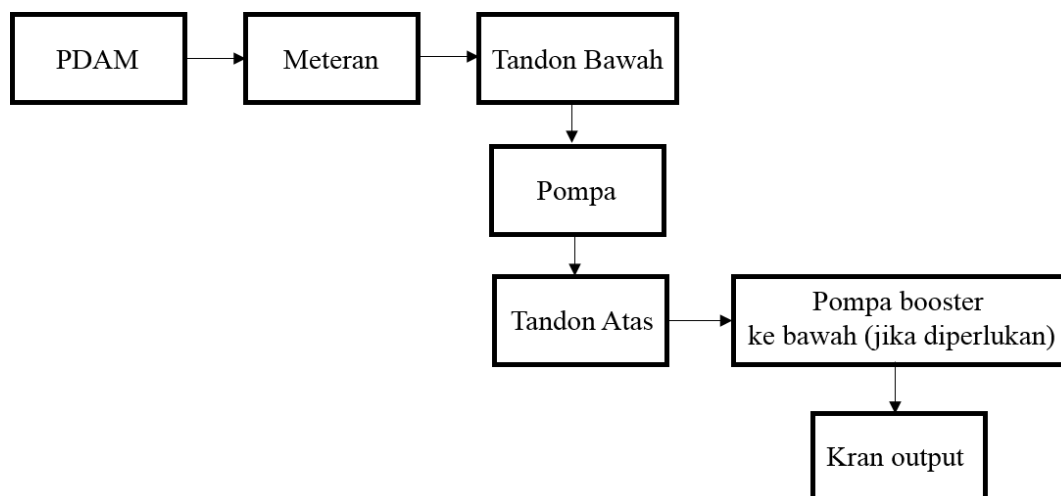 PDAM
Meteran
Tandon Bawah
Pompa
Tandon Atas
Pompa booster
ke bawah (jika diperlukan)
Kran output